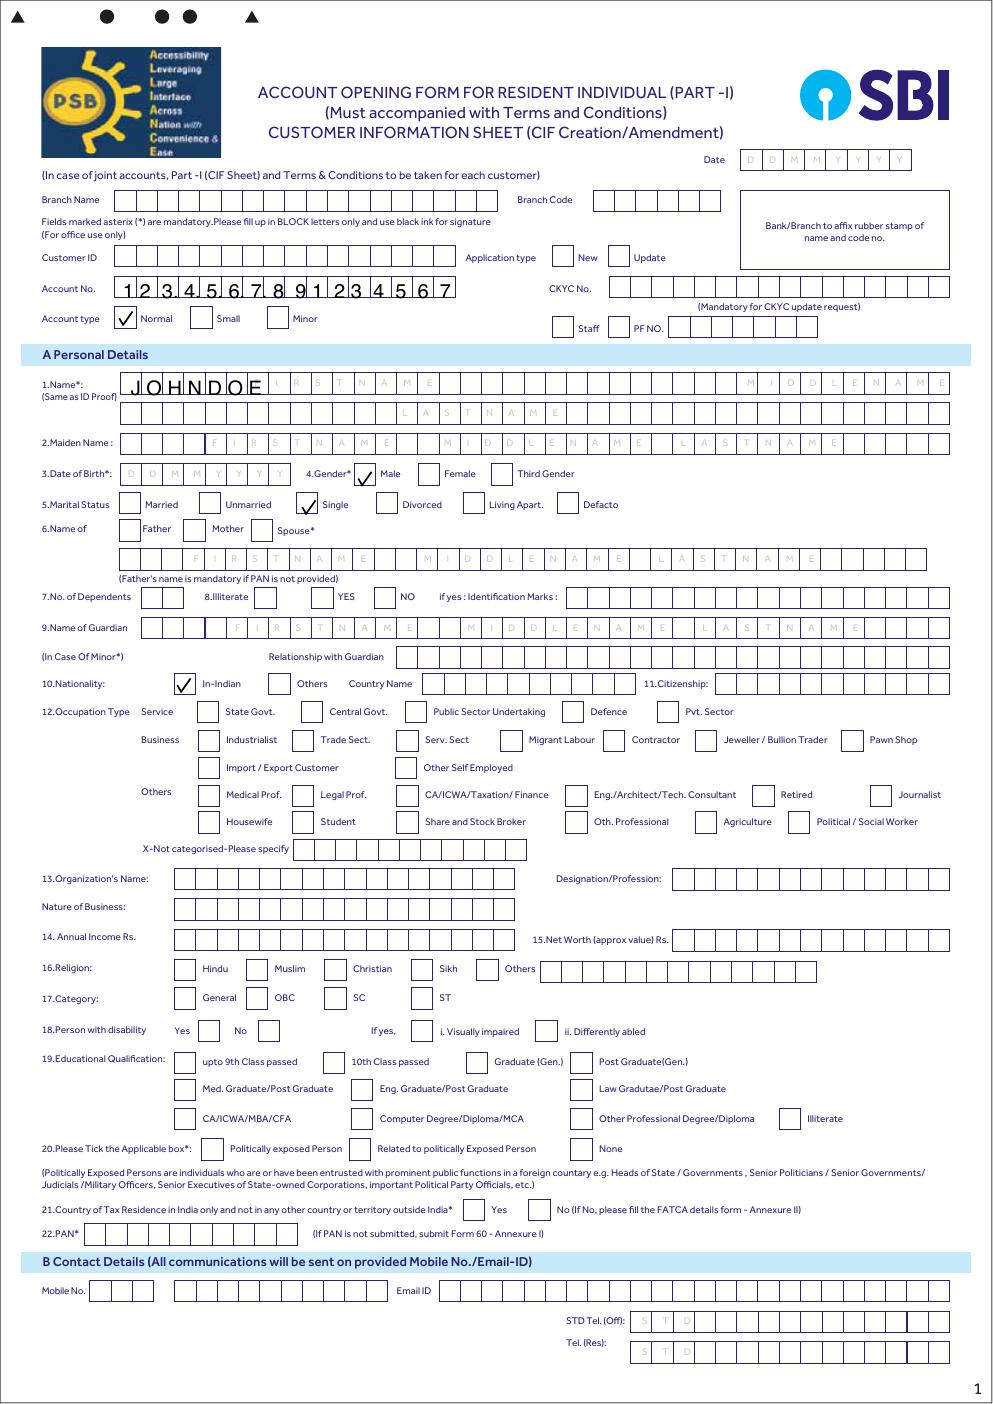 PSB
Accessibility
Leveraging
Large
Interface
Across
Nation with
Convenience &
Ease
ACCOUNT OPENING FORM FOR RESIDENT INDIVIDUAL (PART -I)
(Must accompanied with Terms and Conditions)
CUSTOMER INFORMATION SHEET (CIF Creation/Amendment)
SBI
Date D D M M Y Y Y Y
(In case of joint accounts, Part -I (CIF Sheet) and Terms & Conditions to be taken for each customer)
Branch Name Branch Code
Bank/Branch to affix rubber stamp of
name and code no.
Fields marked asterix (*) are mandatory.Please fill up in BLOCK letters only and use black ink for signature
(For office use only)
Customer ID Application type New Update
Account No. 1 2 3. 4. 5. 6. 7. 8 9 1 2 3 4 5 6 7 CKYC No.
(Mandatory for CKYC update request)
Account type Normal Small Minor Staff PF NO.
A Personal Details
1.Name*: J O H N D O E I R S T N A M E M I D D L E N A M E
(Same as ID Proof)
L A S T N A M E
2.Maiden Name : F I R S T N A M E M I D D L E N A M E L A S T N A M E
3.Date of Birth*: D D M M Y Y Y Y 4.Gender* Male Female Third Gender
5.Marital Status Married Unmarried Single Divorced Living Apart. Defacto
6.Name of Father Mother Spouse*
F I R S T N A M E M I D D L E N A M E L A S T N A M E
(Father's name is mandatory if PAN is not provided)
7.No. of Dependents 8.Illiterate YES NO if yes : Identification Marks :
9.Name of Guardian F I R S T N A M E M I D D L E N A M E L A S T N A M E
(In Case Of Minor*) Relationship with Guardian
10.Nationality: In-Indian Others Country Name 11.Citizenship:
12.Occupation Type Service State Govt. Central Govt. Public Sector Undertaking Defence Pvt. Sector
Business Industrialist Trade Sect. Serv. Sect Migrant Labour Contractor Jeweller / Bullion Trader Pawn Shop
Import / Export Customer Other Self Employed
Others Medical Prof. Legal Prof. CA/ICWA/Taxation/ Finance Eng./Architect/Tech. Consultant Retired Journalist
Housewife Student Share and Stock Broker Oth. Professional Agriculture Political / Social Worker
X-Not categorised-Please specify
13.Organization's Name: Designation/Profession:
Nature of Business:
14. Annual Income Rs. 15.Net Worth (approx value) Rs.
16.Religion: Hindu Muslim Christian Sikh Others
17.Category: General OBC SC ST
18.Person with disability Yes No If yes, i. Visually impaired ii. Differently abled
19.Educational Qualification: upto 9th Class passed 10th Class passed Graduate (Gen.) Post Graduate(Gen.)
Med. Graduate/Post Graduate Eng. Graduate/Post Graduate Law Gradutae/Post Graduate
CA/ICWA/MBA/CFA Computer Degree/Diploma/MCA Other Professional Degree/Diploma Illiterate
20.Please Tick the Applicable box*: Politically exposed Person Related to politically Exposed Person None
(Politically Exposed Persons are individuals who are or have been entrusted with prominent public functions in a foreign countary e.g. Heads of State / Governments , Senior Politicians / Senior Governments/
Judicials /Military Officers, Senior Executives of State-owned Corporations, important Political Party Officials, etc.)
21.Country of Tax Residence in India only and not in any other country or territory outside India* Yes No (If No, please fill the FATCA details form - Annexure II)
22.PAN* (If PAN is not submitted, submit Form 60 - Annexure I)
B Contact Details (All communications will be sent on provided Mobile No./Email-ID)
Mobile No. Email ID
STD Tel. (Off): S T D
Tel. (Res): S T D
1